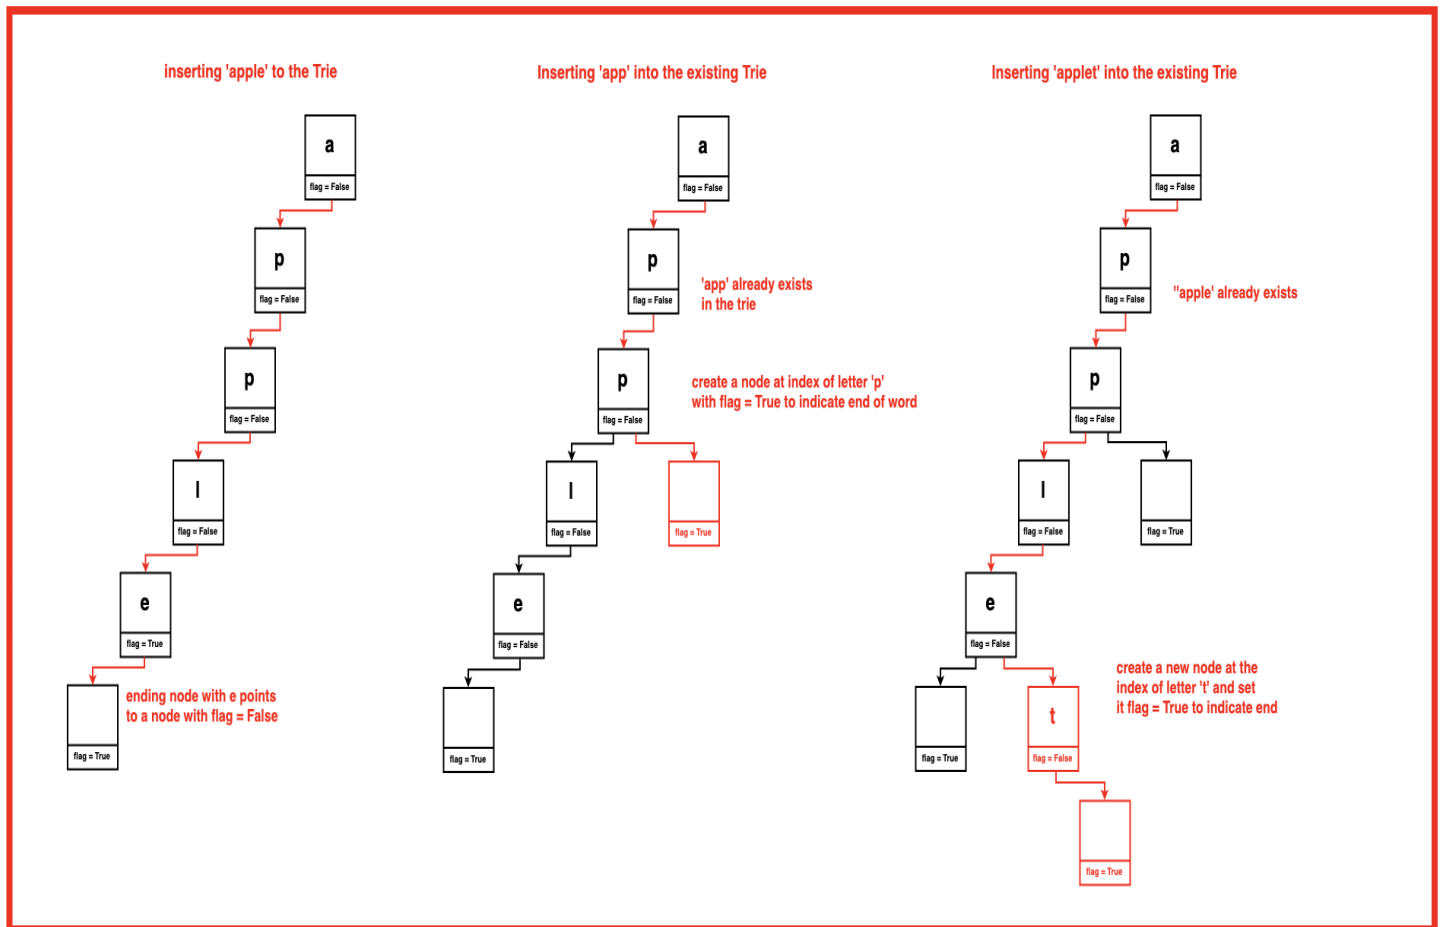 inserting 'apple' to the Trie
a
flag = False
p
flag = False
p
flag = False
l
flag = False
e
flag = True
ending node with e points
to a node with flag = False
flag = True
Inserting 'app' into the existing Trie
a
flag = False
p
flag = False
'app' already exists
in the trie
p
flag = False
create a node at index of letter 'p'
with flag = True to indicate end of word
l
flag = False
flag = True
e
flag = False
flag = True
Inserting 'applet' into the existing Trie
a
flag = False
p
flag = False
"apple' already exists
p
flag = False
l
flag = False
flag = True
e
flag = False
create a new node at the
index of letter 't' and set
it flag = True to indicate end
flag = True
t
flag = False
flag = True